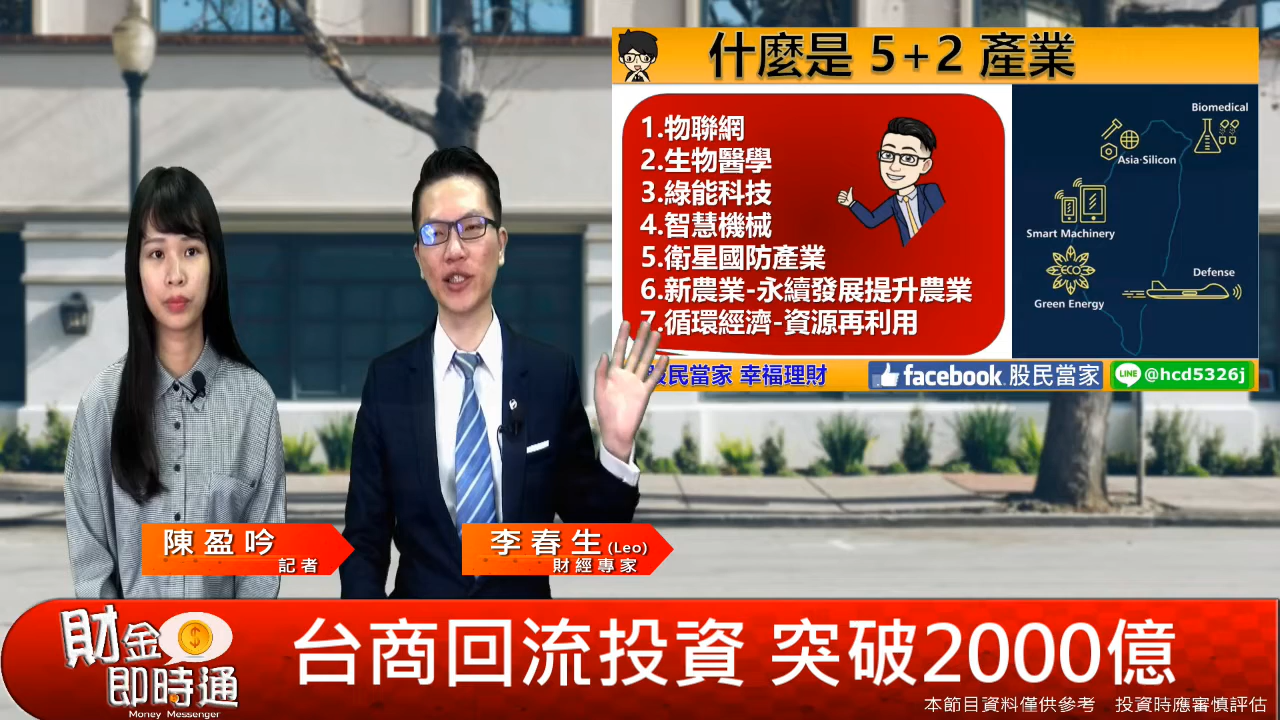 什麼是 5+2 產業
1.物聯網
2.生物醫學
3.綠能科技
4.智慧機械
5.衛星國防產業
6.新農業-永續發展提升農業
7.循環經濟-資源再利用
Biomedical
Asia·Silicon
Smart Machinery
Defense
ECO
Green Energy
股民當家 幸福理財
facebook. 股民當家
LINE @hcd5326j
陳盈吟
記者
李春生(Leo)
財經專家
財金即時通
$
Money Messenger
台商回流投資 突破2000億
本節目資料僅供參考 投資時應審慎評估